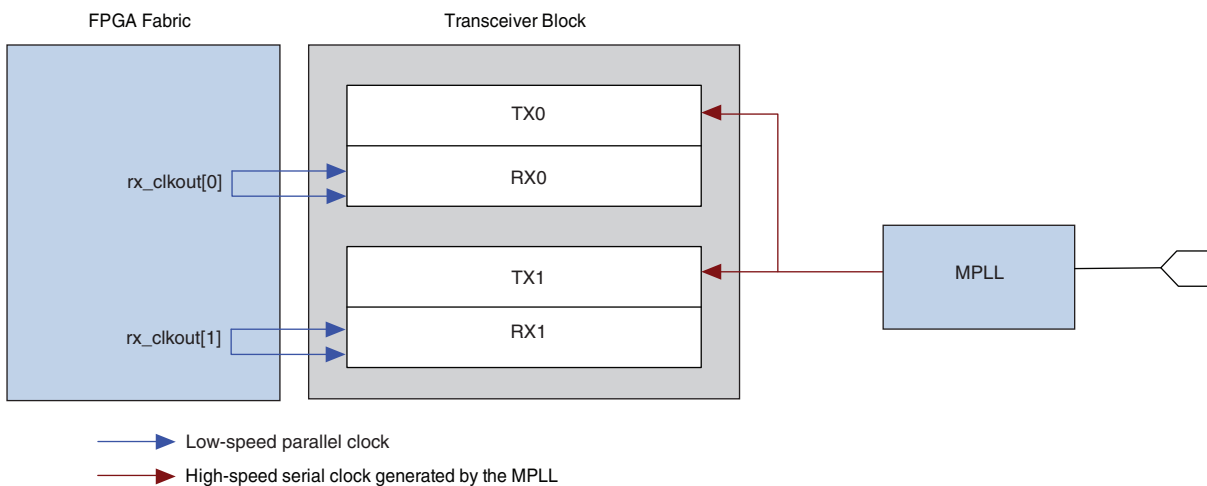 FPGA Fabric
Transceiver Block
TX0
RX0
rx_clkout[0]
TX1
RX1
rx_clkout[1]
MPLL
Low-speed parallel clock
High-speed serial clock generated by the MPLL